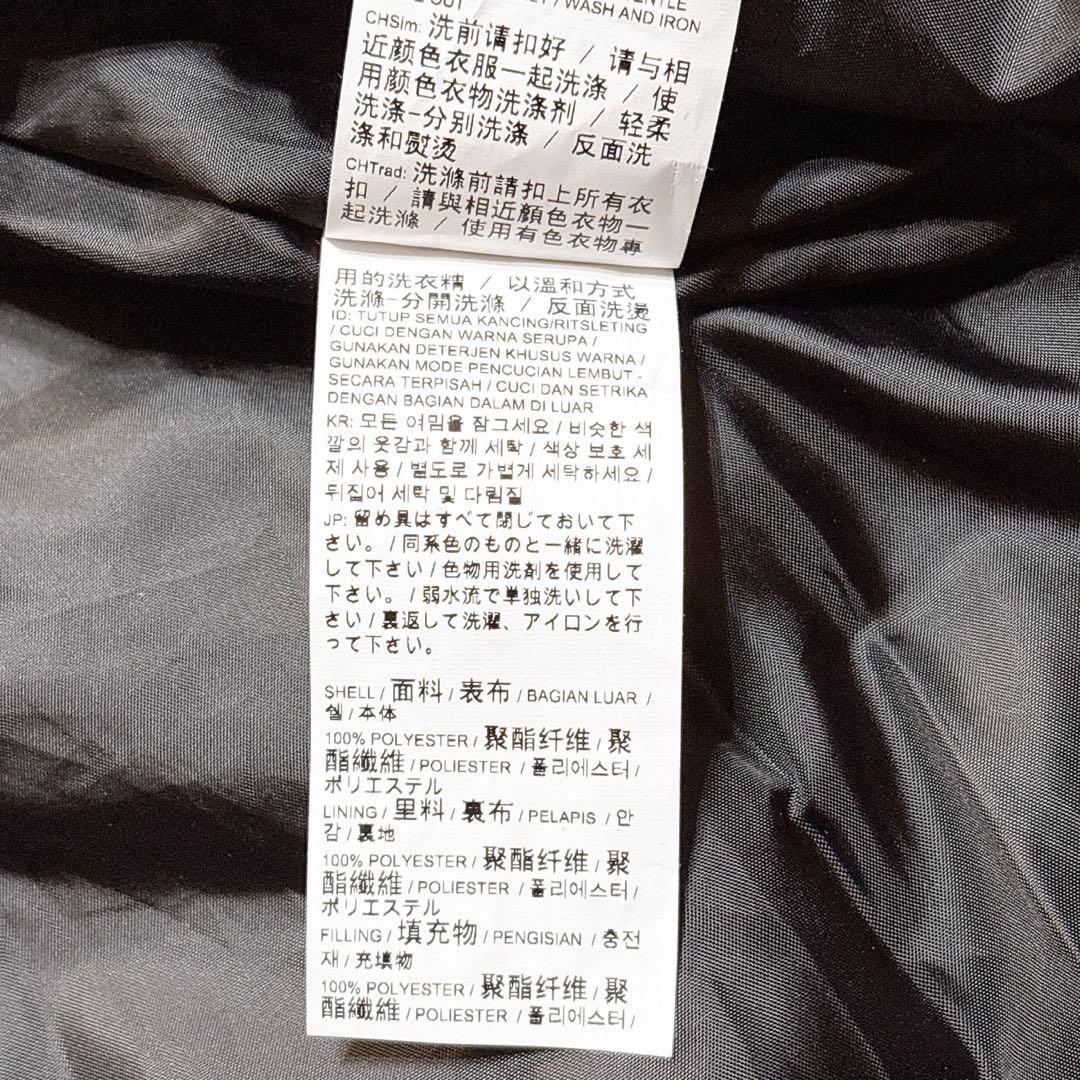 OUT / WASH AND IRON
CHSim: 洗前请扣好 / 请与相
近颜色衣服一起洗涤 / 使
用颜色衣物洗涤剂 / 轻柔
洗涤-分别洗涤 / 反面洗
涤和熨烫
CHTrad: 洗滌前請扣上所有衣
扣 / 請與相近顏色衣物一
起洗滌 / 使用有色衣物專
用的洗衣精 / 以溫和方式
洗滌-分開洗滌 / 反面洗燙
ID: TUTUP SEMUA KANCING/RITSLETING
/ CUCI DENGAN WARNA SERUPA /
GUNAKAN DETERJEN KHUSUS WARNA /
GUNAKAN MODE PENCUCIAN LEMBUT -
SECARA TERPISAH / CUCI DAN SETRIKA
DENGAN BAGIAN DALAM DI LUAR
KR: 모든 여밈을 잠그세요 / 비슷한 색
깔의 옷감과 함께 세탁 / 색상 보호 세
제 사용 / 별도로 가볍게 세탁하세요 /
뒤집어 세탁 및 다림질
JP: 留め具はすべて閉じておいて下
さい。 / 同系色のものと一緒に洗濯
して下さい / 色物用洗剤を使用して
下さい。 / 弱水流で単独洗いして下
さい / 裏返して洗濯、アイロンを行
って下さい。
SHELL / 面料 / 表布 / BAGIAN LUAR /
쉘 / 本体
100% POLYESTER / 聚酯纤维 / 聚
酯纖維 / POLIESTER / 폴리에스터 /
ポリエステル
LINING / 里料 / 裏布 / PELAPIS / 안
감 / 裏地
100% POLYESTER / 聚酯纤维 / 聚
酯纖維 / POLIESTER / 폴리에스터 /
ポリエステル
FILLING / 填充物 / PENGISIAN / 충전
재 / 充填物
100% POLYESTER / 聚酯纤维 / 聚
酯纖維 / POLIESTER / 폴리에스터 /